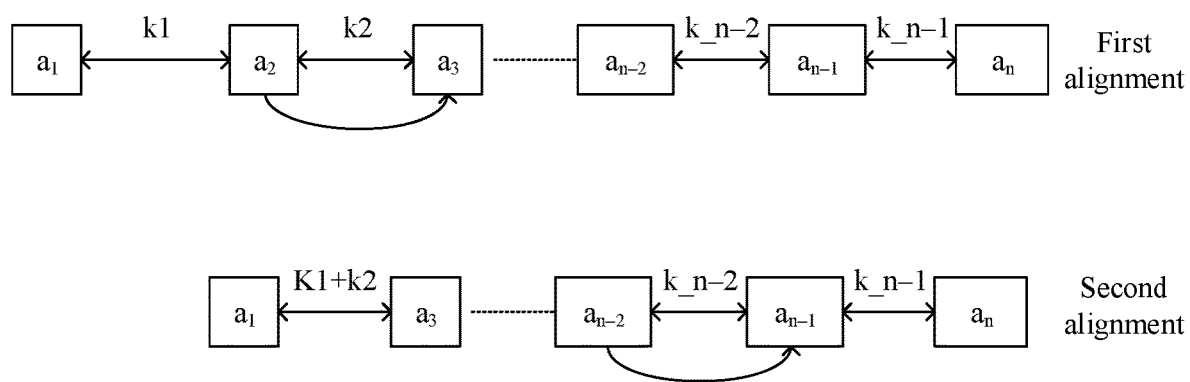 k1 k2 k_n–2 k_n–1
a₁ a₂ a₃ aₙ₋₂ aₙ₋₁ aₙ
First
alignment
K1+k2 k_n–2 k_n–1
a₁ a₃ aₙ₋₂ aₙ₋₁ aₙ
Second
alignment